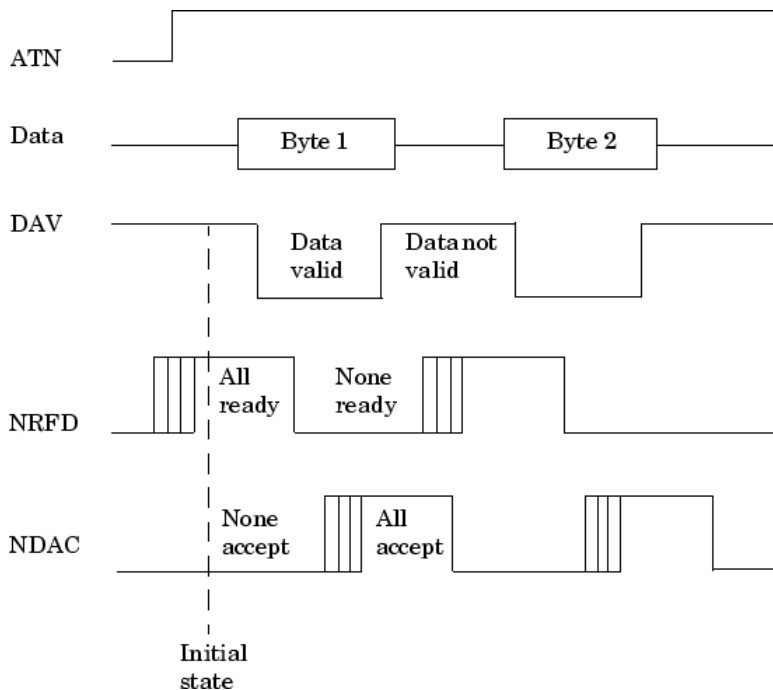 ATN
Data
Byte 1
Byte 2
DAV
Data
valid
Data not
valid
NRFD
All
ready
None
ready
NDAC
None
accept
All
accept
Initial
state